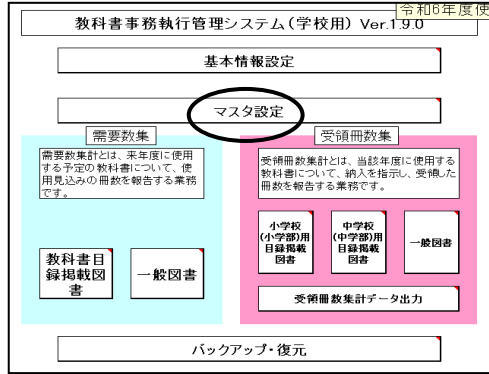 令和6年度使
教科書事務執行管理システム(学校用) Ver.1.9.0
基本情報設定
マスタ設定
需要数集
需要数集計とは、来年度に使用
する予定の教科書について、使
用見込みの冊数を報告する業務
です。
教科書目
録掲載図
書
一般図書
受領冊数集
受領冊数集計とは、当該年度に使用する
教科書について、納入を指示し、受領した
冊数を報告する業務です。
小学校
(小学部)用
目録掲載
図書
中学校
(中学部)用
目録掲載
図書
一般図書
受領冊数集計データ出力
バックアップ・復元